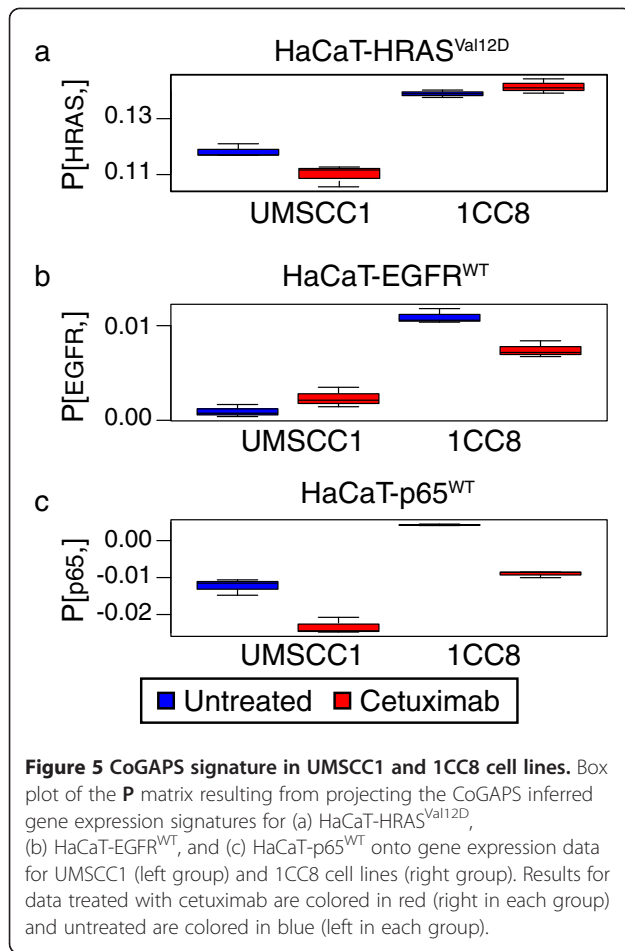 a
HaCaT-HRAS^Val12D
P[HRAS,]
0.13
0.11
UMSCC1 1CC8
b
HaCaT-EGFR^WT
P[EGFR,]
0.01
0.00
UMSCC1 1CC8
c
HaCaT-p65^WT
P[p65,]
0.00
-0.01
-0.02
UMSCC1 1CC8
Untreated Cetuximab
Figure 5 CoGAPS signature in UMSCC1 and 1CC8 cell lines. Box
plot of the P matrix resulting from projecting the CoGAPS inferred
gene expression signatures for (a) HaCaT-HRAS^Val12D,
(b) HaCaT-EGFR^WT, and (c) HaCaT-p65^WT onto gene expression data
for UMSCC1 (left group) and 1CC8 cell lines (right group). Results for
data treated with cetuximab are colored in red (right in each group)
and untreated are colored in blue (left in each group).